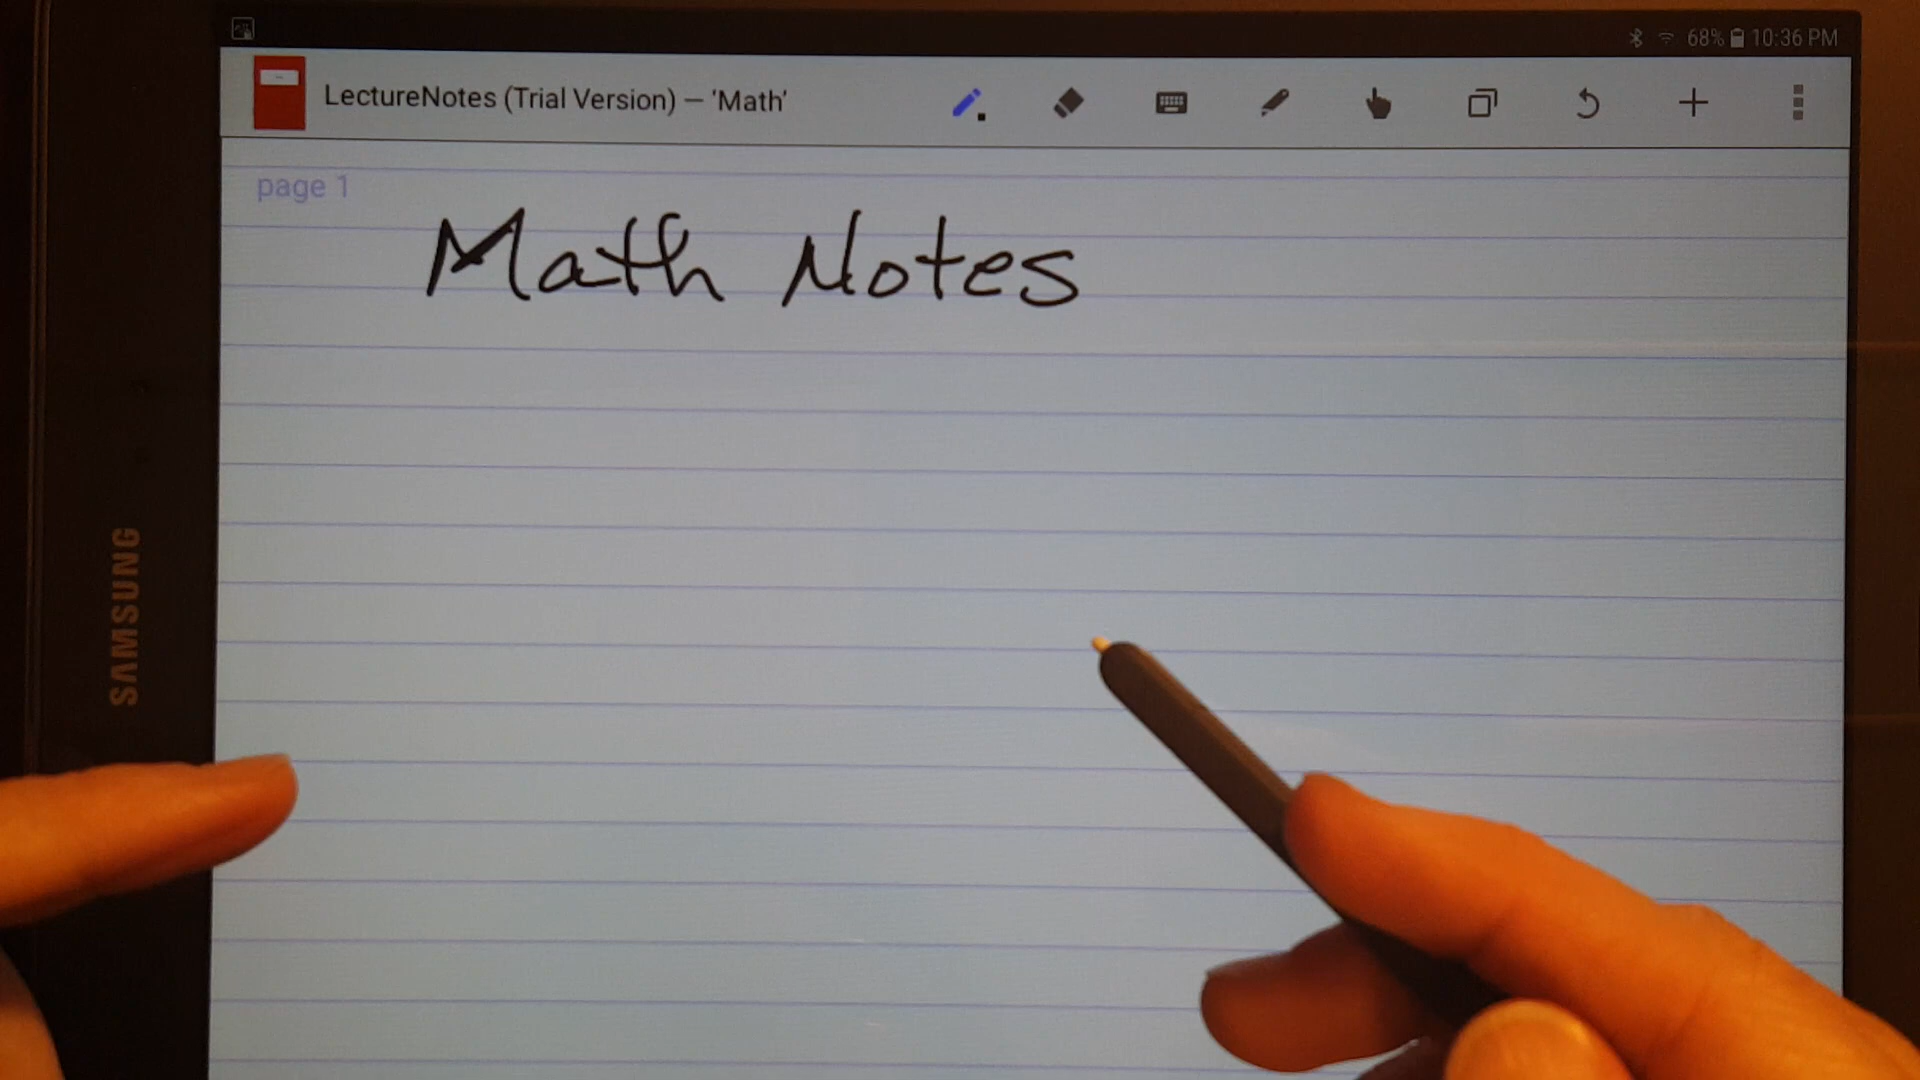 68% 10:36 PM
LectureNotes (Trial Version) — 'Math'
page 1
Math Notes
SAMSUNG